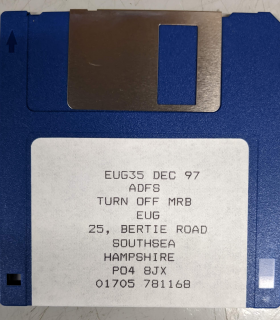 EUG35 DEC 97
ADFS
TURN OFF MRB
EUG
25, BERTIE ROAD
SOUTHSEA
HAMPSHIRE
PO4 8JX
01705 781168